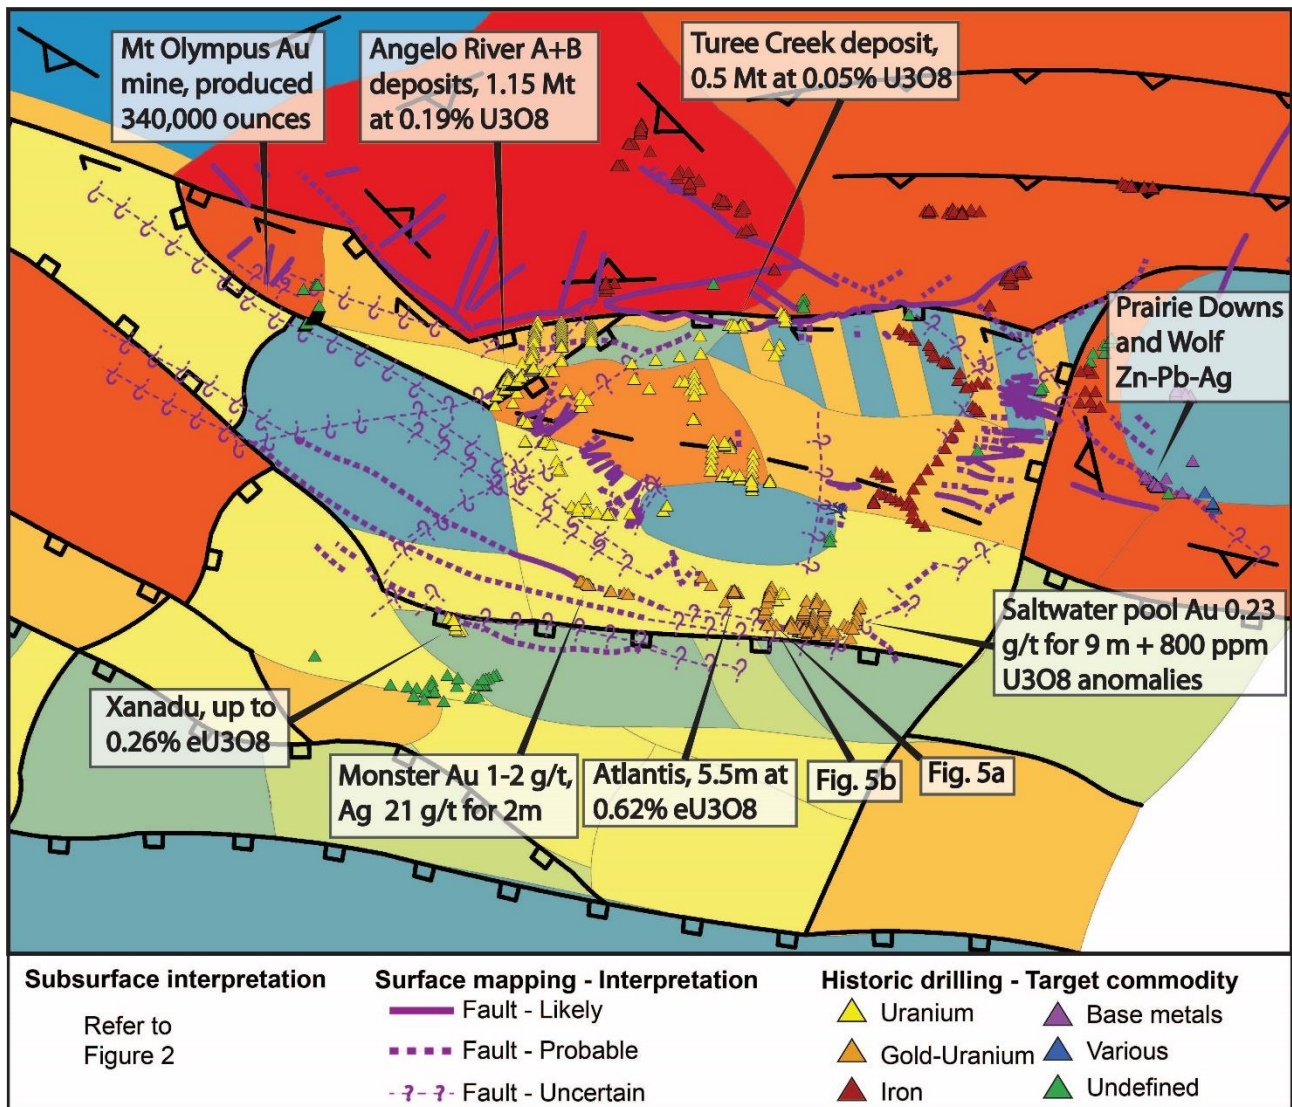 Mt Olympus Au
mine, produced
340,000 ounces
Angelo River A+B
deposits, 1.15 Mt
at 0.19% U3O8
Turee Creek deposit,
0.5 Mt at 0.05% U3O8
Prairie Downs
and Wolf
Zn-Pb-Ag
Saltwater pool Au 0.23
g/t for 9 m + 800 ppm
U3O8 anomalies
Xanadu, up to
0.26% eU3O8
Monster Au 1-2 g/t,
Ag 21 g/t for 2m
Atlantis, 5.5m at
0.62% eU3O8
Fig. 5b
Fig. 5a
Subsurface interpretation
Refer to
Figure 2
Surface mapping - Interpretation
Fault - Likely
Fault - Probable
Fault - Uncertain
Historic drilling - Target commodity
Uranium
Gold-Uranium
Iron
Base metals
Various
Undefined